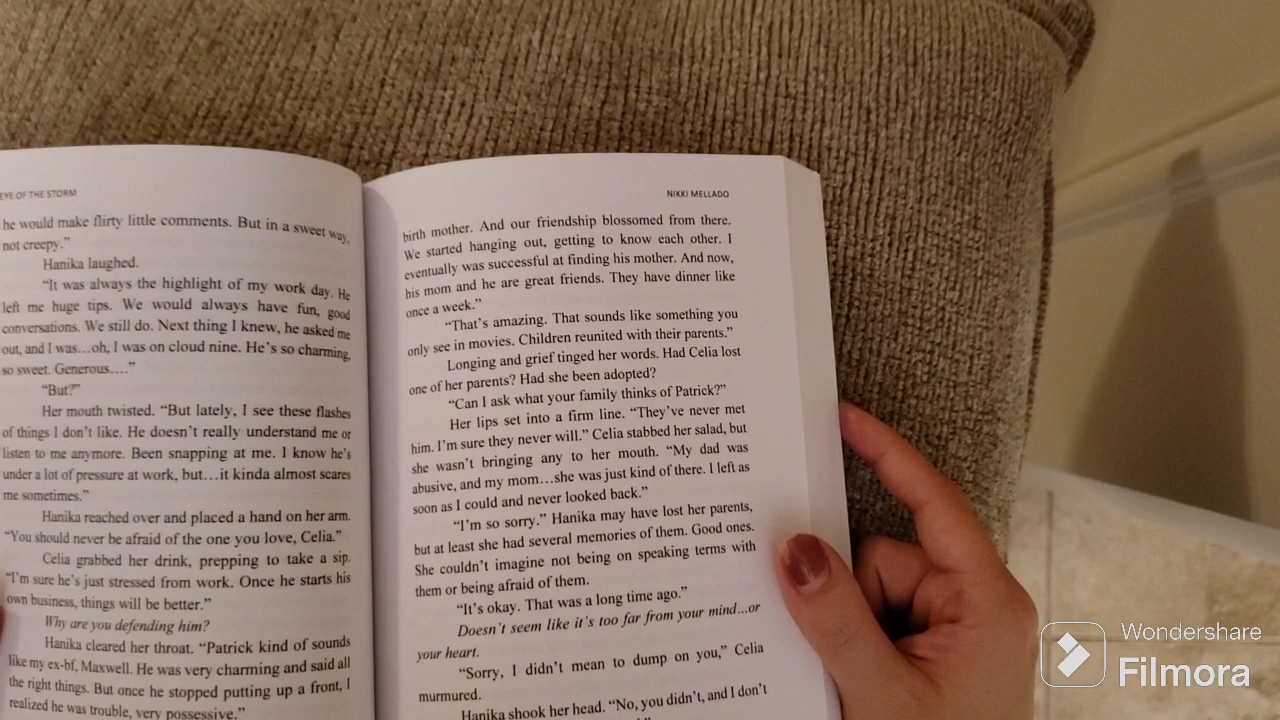 EYE OF THE STORM
he would make flirty little comments. But in a sweet way,
not creepy.”
Hanika laughed.
“It was always the highlight of my work day. He
left me huge tips. We would always have fun, good
conversations. We still do. Next thing I knew, he asked me
out, and I was…oh, I was on cloud nine. He’s so charming,
so sweet. Generous….”
“But?”
Her mouth twisted. “But lately, I see these flashes
of things I don’t like. He doesn’t really understand me or
listen to me anymore. Been snapping at me. I know he’s
under a lot of pressure at work, but…it kinda almost scares
me sometimes.”
Hanika reached over and placed a hand on her arm.
“You should never be afraid of the one you love, Celia.”
Celia grabbed her drink, prepping to take a sip.
“I’m sure he’s just stressed from work. Once he starts his
own business, things will be better.”
Why are you defending him?
Hanika cleared her throat. “Patrick kind of sounds
like my ex-bf, Maxwell. He was very charming and said all
the right things. But once he stopped putting up a front, I
realized he was trouble, very possessive.”
NIKKI MELLADO
birth mother. And our friendship blossomed from there.
We started hanging out, getting to know each other. I
eventually was successful at finding his mother. And now,
his mom and he are great friends. They have dinner like
once a week.”
“That’s amazing. That sounds like something you
only see in movies. Children reunited with their parents.”
Longing and grief tinged her words. Had Celia lost
one of her parents? Had she been adopted?
“Can I ask what your family thinks of Patrick?”
Her lips set into a firm line. “They’ve never met
him. I’m sure they never will.” Celia stabbed her salad, but
she wasn’t bringing any to her mouth. “My dad was
abusive, and my mom…she was just kind of there. I left as
soon as I could and never looked back.”
“I’m so sorry.” Hanika may have lost her parents,
but at least she had several memories of them. Good ones.
She couldn’t imagine not being on speaking terms with
them or being afraid of them.
“It’s okay. That was a long time ago.”
Doesn’t seem like it’s too far from your mind…or
your heart.
“Sorry, I didn’t mean to dump on you,” Celia
murmured.
Hanika shook her head. “No, you didn’t, and I don’t
Wondershare
Filmora